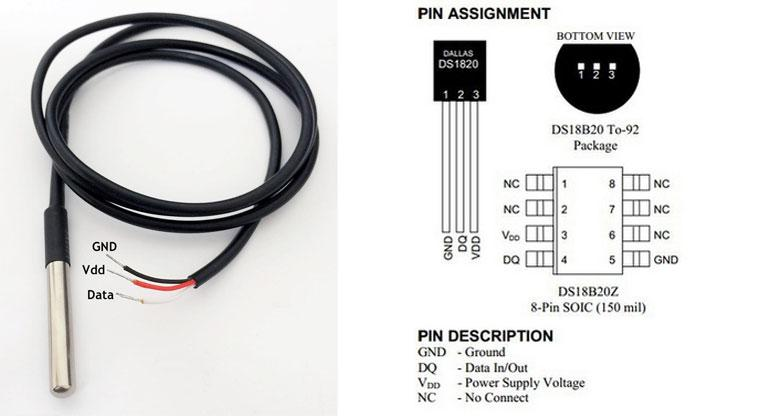 GND
Vdd
Data
PIN ASSIGNMENT
DALLAS
DS1820
1 2 3
GND
DQ
VDD
BOTTOM VIEW
1 2 3
DS18B20 To-92
Package
NC 1 8 NC
NC 2 7 NC
VDD 3 6 NC
DQ 4 5 GND
DS18B20Z
8-Pin SOIC (150 mil)
PIN DESCRIPTION
GND - Ground
DQ - Data In/Out
VDD - Power Supply Voltage
NC - No Connect